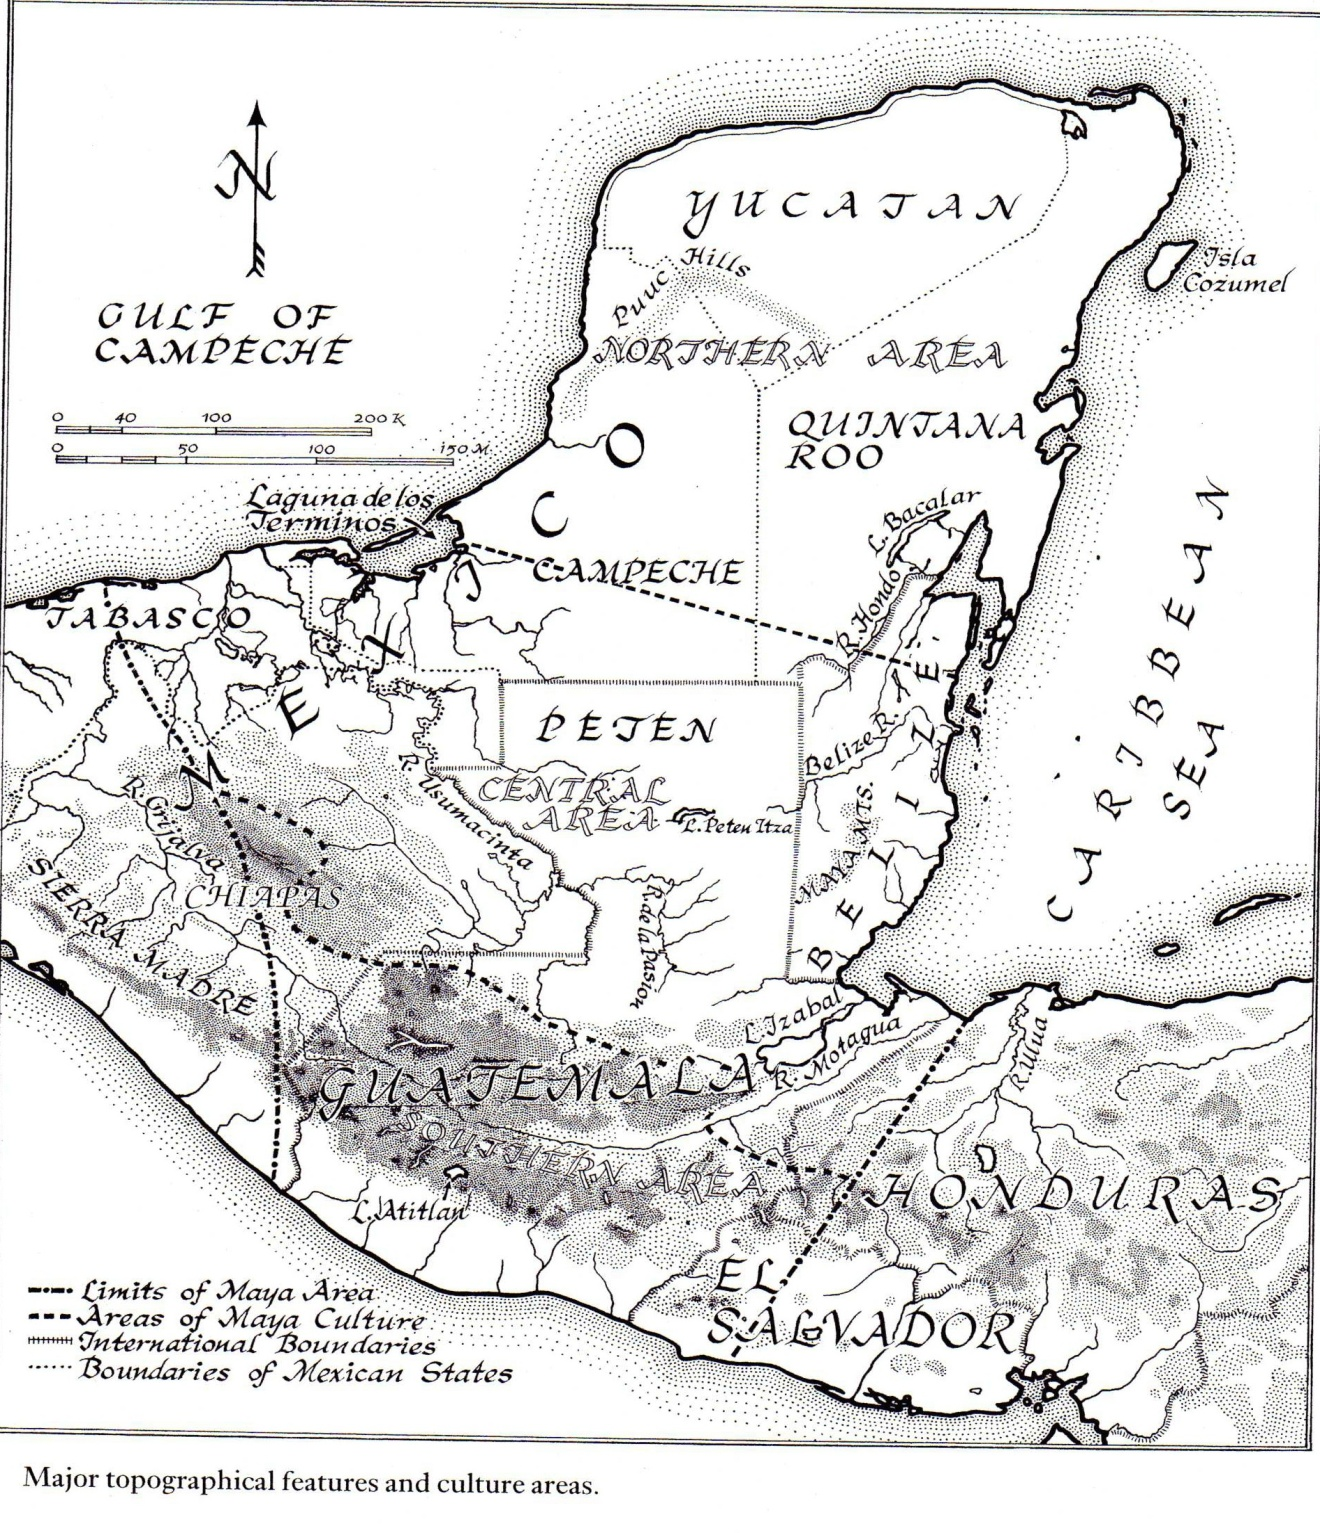 YUCATAN
Isla
Cozumel
Puuc Hills
GULF OF
CAMPECHE
NORTHERN AREA
0 40 100 200 K
0 50 100 150 M.
QUINTANA
ROO
Laguna de los
Terminos
L. Bacalar
CAMPECHE
R. Hondo
TABASCO
MEXICO
PETEN
BELIZE
CARIBBEAN
SEA
Belize R.
R. Usumacinta
CENTRAL
AREA
L. Peten Itza
R. Grijalva
MAYA MTS.
SIERRA MADRE
CHIAPAS
R. de la Pasion
L. Izabal
R. Motagua
R. Ulua
GUATEMALA
SOUTHERN AREA
HONDURAS
L. Atitlan
EL
SALVADOR
Limits of Maya Area
Areas of Maya Culture
International Boundaries
Boundaries of Mexican States
Major topographical features and culture areas.